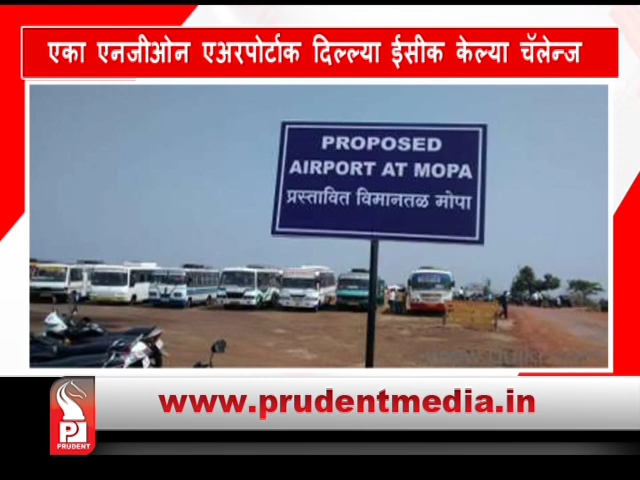 एका एनजीओन एअरपोर्टाक दिल्ल्या ईसीक केल्या चॅलेन्ज
PROPOSED
AIRPORT AT MOPA
प्रस्तावित विमानतळ मोपा
www.prudentmedia.in
PRUDENT